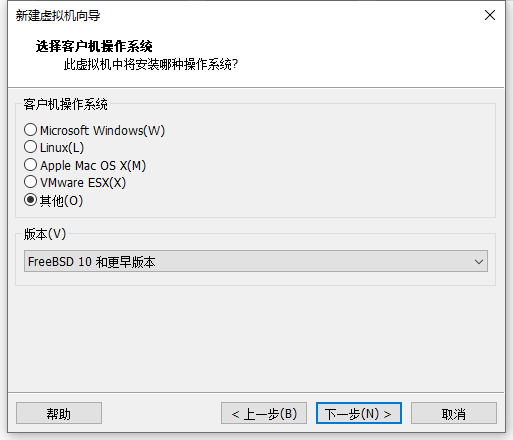 新建虚拟机向导
选择客户机操作系统
此虚拟机中将安装哪种操作系统?
客户机操作系统
Microsoft Windows(W)
Linux(L)
Apple Mac OS X(M)
VMware ESX(X)
其他(O)
版本(V)
FreeBSD 10 和更早版本
帮助
< 上一步(B)
下一步(N) >
取消